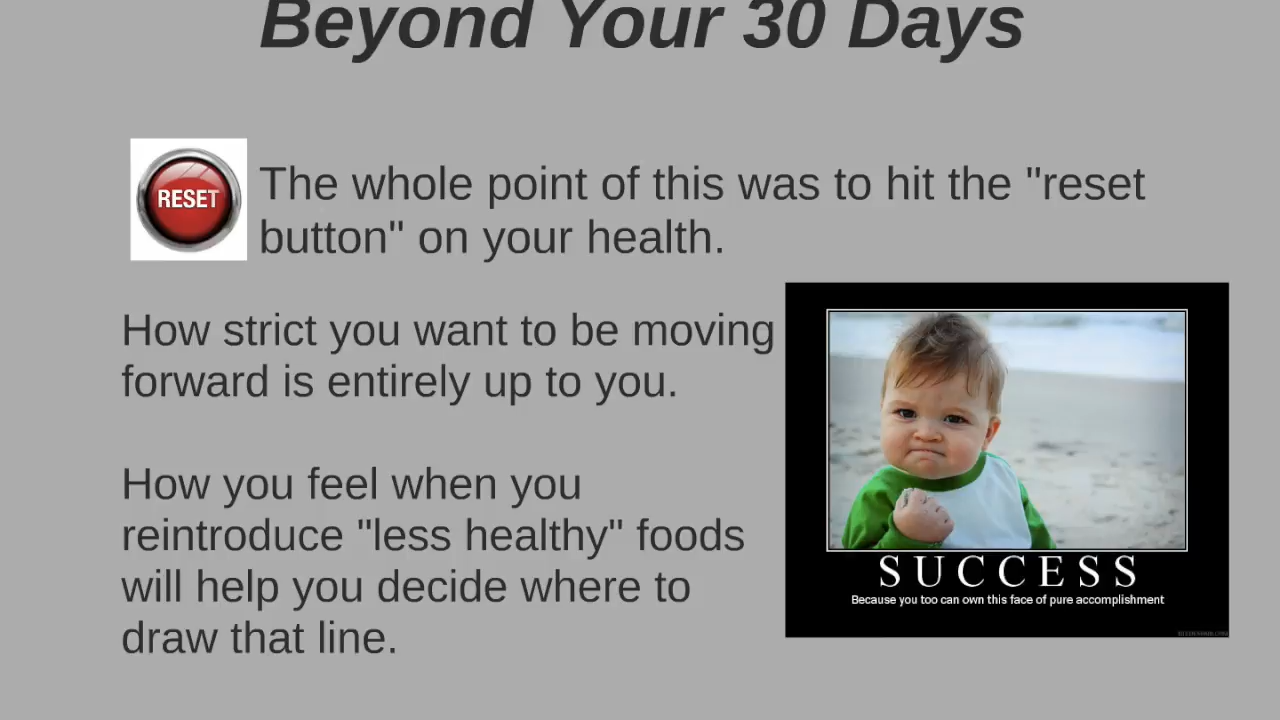 Beyond Your 30 Days
RESET
The whole point of this was to hit the "reset
button" on your health.
How strict you want to be moving
forward is entirely up to you.
How you feel when you
reintroduce "less healthy" foods
will help you decide where to
draw that line.
SUCCESS
Because you too can own this face of pure accomplishment